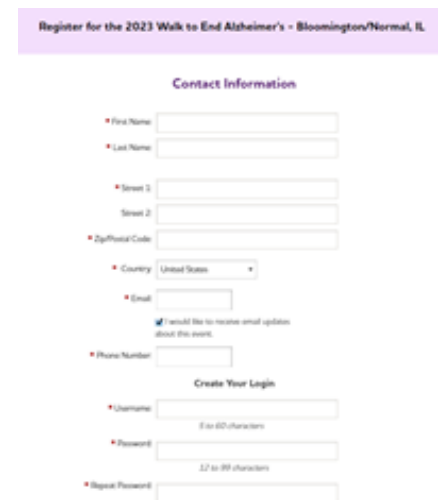 Register for the 2023 Walk to End Alzheimer's - Bloomington/Normal, IL
Contact Information
* First Name:
* Last Name:
* Street 1:
Street 2:
* Zip/Postal Code:
* Country: United States
* Email:
I would like to receive email updates
about this event.
* Phone Number:
Create Your Login
* Username:
5 to 60 characters
* Password:
12 to 99 characters
* Repeat Password: